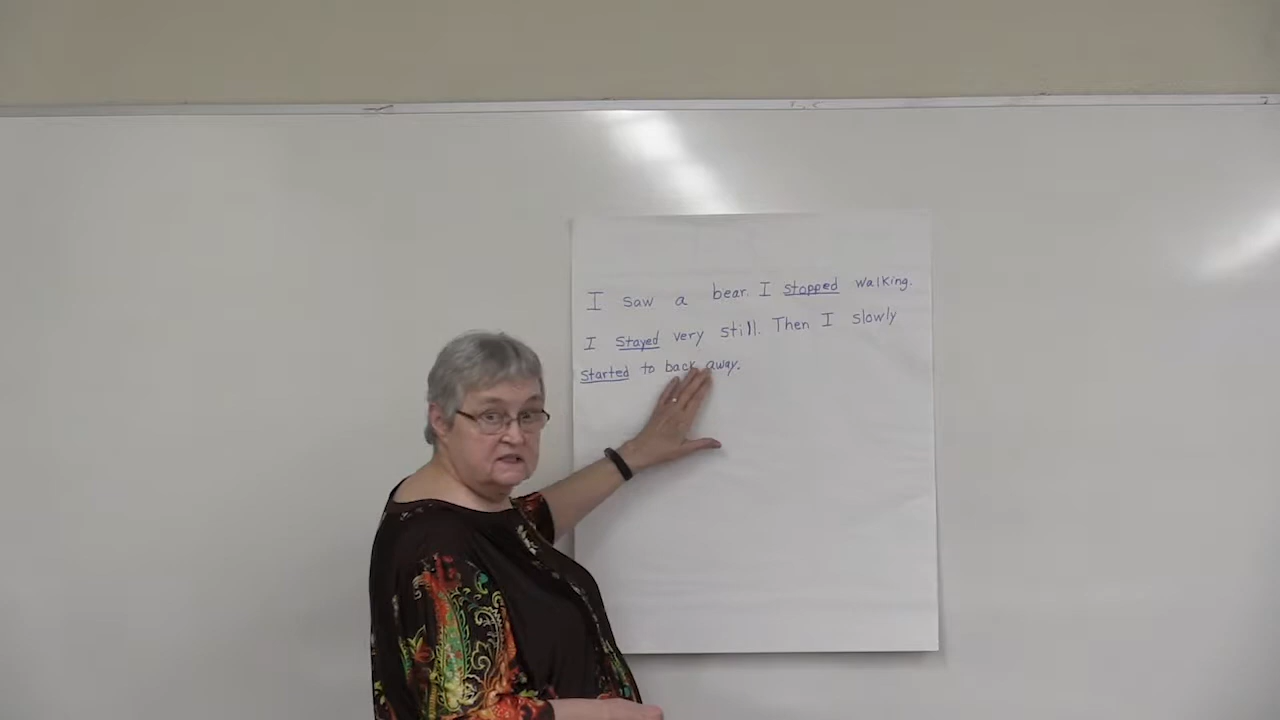 I saw a bear. I stopped walking.
I Stayed very still. Then I slowly
Started to back away.